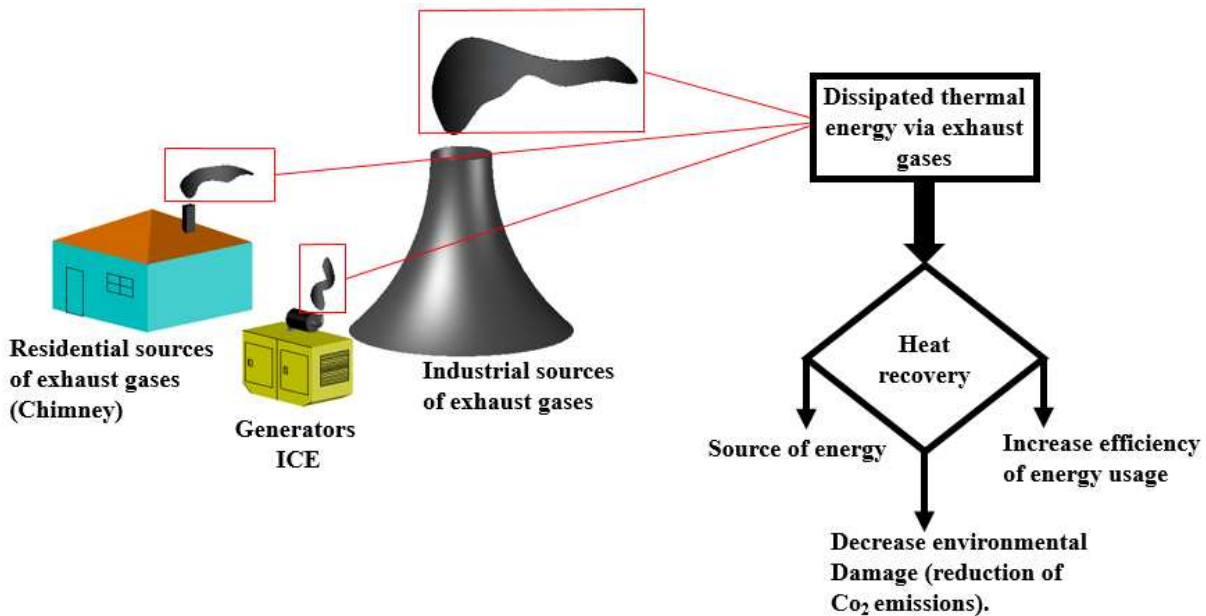 Dissipated thermal
energy via exhaust
gases
Residential sources
of exhaust gases
(Chimney)
Generators
ICE
Industrial sources
of exhaust gases
Heat
recovery
Source of energy
Increase efficiency
of energy usage
Decrease environmental
Damage (reduction of
Co₂ emissions).